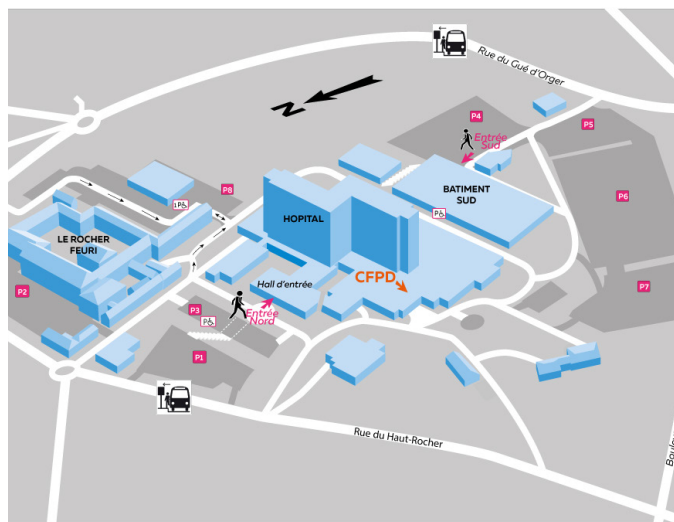 Rue du Gué d'Orger
N
P4
Entrée
Sud
P5
P8
P
BATIMENT
SUD
P
P6
HOPITAL
LE ROCHER
FEURI
P7
P2
Hall d'entrée
CFPD
P3
Entrée
Nord
P
P1
Rue du Haut-Rocher